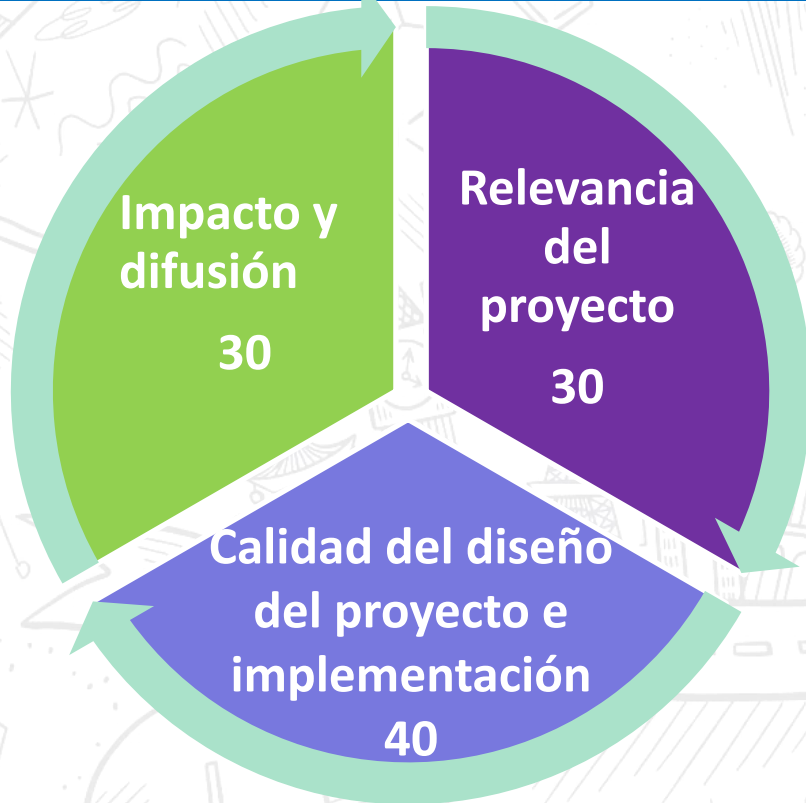 Impacto y
difusión
30
Relevancia
del
proyecto
30
Calidad del diseño
del proyecto e
implementación
40